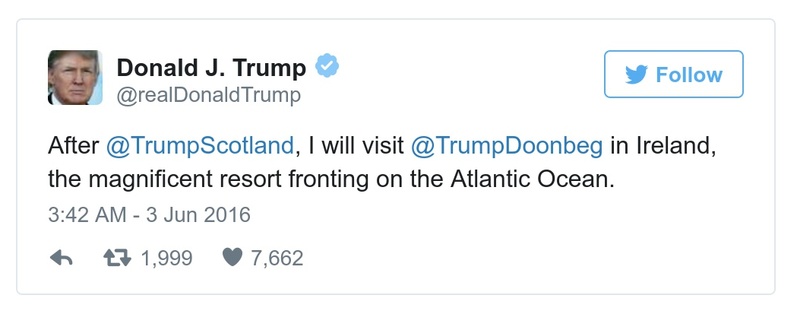 Donald J. Trump
@realDonaldTrump
Follow
After @TrumpScotland, I will visit @TrumpDoonbeg in Ireland,
the magnificent resort fronting on the Atlantic Ocean.
3:42 AM - 3 Jun 2016
1,999 7,662